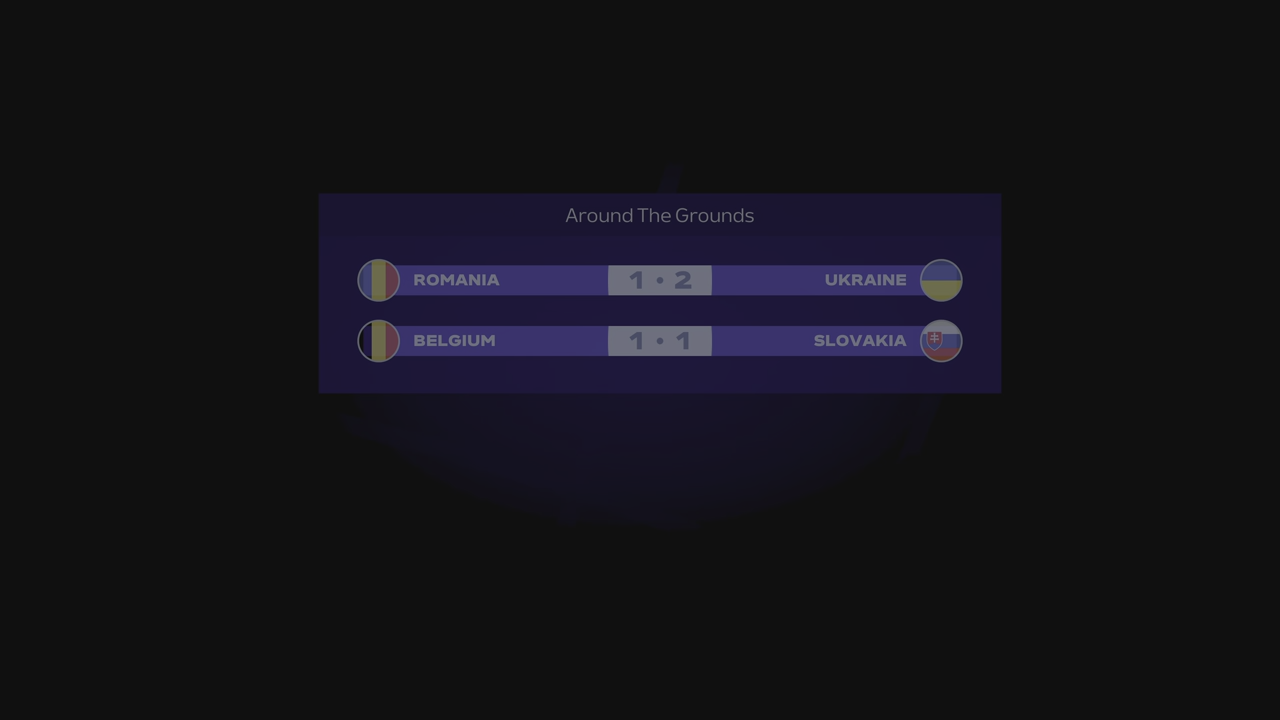 Around The Grounds
ROMANIA 1 • 2 UKRAINE
BELGIUM 1 • 1 SLOVAKIA